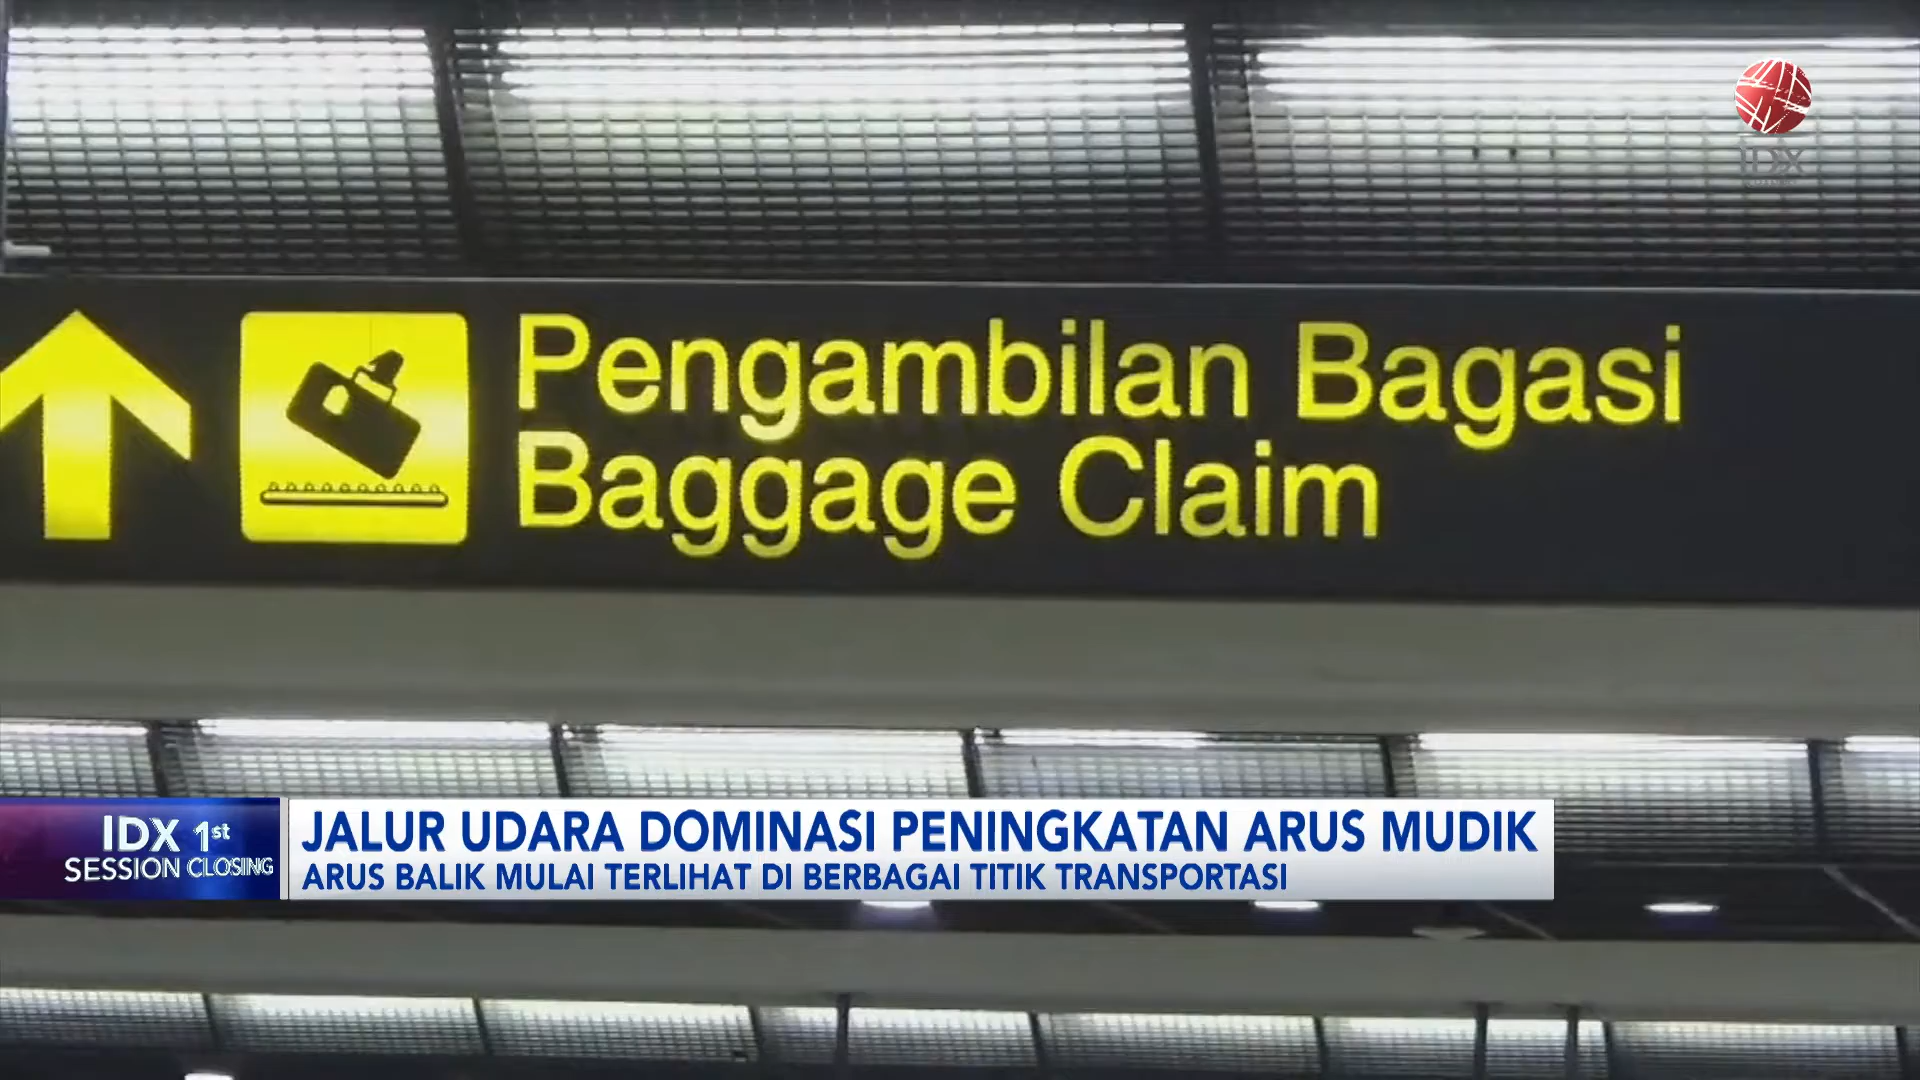 IDX
Pengambilan Bagasi
Baggage Claim
IDX 1st
SESSION CLOSING
JALUR UDARA DOMINASI PENINGKATAN ARUS MUDIK
ARUS BALIK MULAI TERLIHAT DI BERBAGAI TITIK TRANSPORTASI